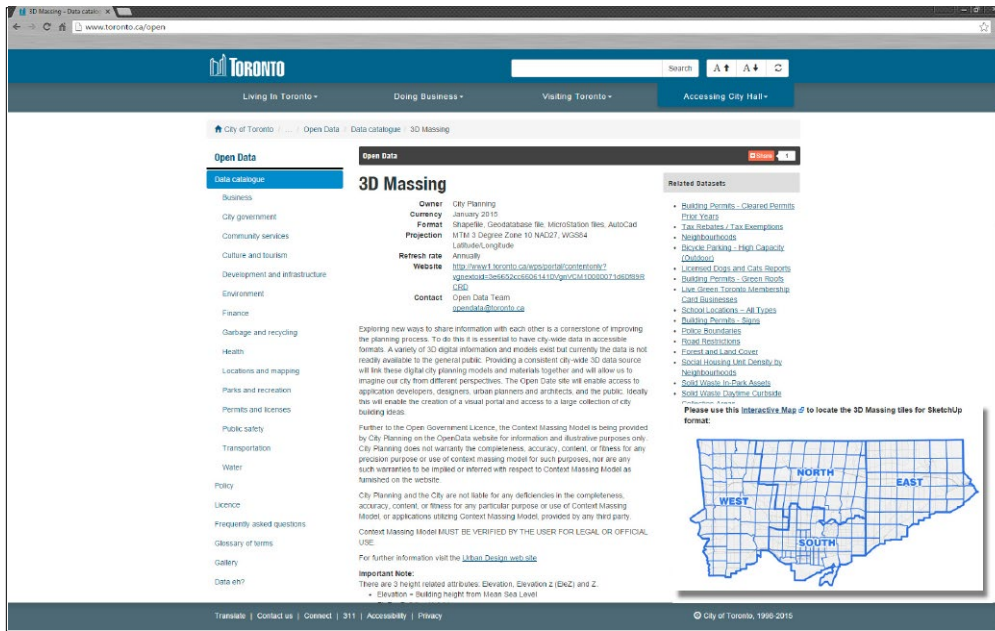 3D Massing - Data catalog
www.toronto.ca/open
TORONTO
Search
A A
Living In Toronto
Doing Business
Visiting Toronto
Accessing City Hall
City of Toronto / ... / Open Data / Data catalogue / 3D Massing
Open Data
Data catalogue
Business
City government
Community services
Culture and tourism
Development and infrastructure
Environment
Finance
Garbage and recycling
Health
Locations and mapping
Parks and recreation
Permits and licenses
Public safety
Transportation
Water
Policy
Licence
Frequently asked questions
Glossary of terms
Gallery
Data eh?
Open Data
Share 1
3D Massing
Owner City Planning
Currency January 2015
Format Shapefile, Geodatabase file, MicroStation files, AutoCad
Projection MTM 3 Degree Zone 10 NAD27, WGS84
Latitude/Longitude
Refresh rate Annually
Website http://www1.toronto.ca/wps/portal/contentonly?
CRD
Contact Open Data Team
opendata@toronto.ca
Exploring new ways to share information with each other is a cornerstone of improving
the planning process. To do this it is essential to have city-wide data in accessible
formats. A variety of 3D digital information and models exist but currently the data is not
readily available to the general public. Providing a consistent city-wide 3D data source
will link these digital city planning models and materials together and will allow us to
imagine our city from different perspectives. The Open Date site will enable access to
application developers, designers, urban planners and architects, and the public. Ideally
this will enable the creation of a visual portal and access to a large collection of city
building ideas.
Further to the Open Government Licence, the Context Massing Model is being provided
by City Planning on the OpenData website for information and illustrative purposes only.
City Planning does not warranty the completeness, accuracy, content, or fitness for any
precision purpose or use of context massing model for such purposes, nor are any
such warranties to be implied or inferred with respect to Context Massing Model as
furnished on the website.
City Planning and the City are not liable for any deficiencies in the completeness,
accuracy, content, or fitness for any particular purpose or use of Context Massing
Model, or applications utilizing Context Massing Model, provided by any third party.
Context Massing Model MUST BE VERIFIED BY THE USER FOR LEGAL OR OFFICIAL
USE.
For further information visit the Urban Design web site
Important Note:
There are 3 height related attributes: Elevation, Elevation z (EleZ) and Z.
• Elevation = Building height from Mean Sea Level
Related Datasets
• Building Permits - Cleared Permits
Prior Years
• Tax Rebates / Tax Exemptions
• Neighbourhoods
• Bicycle Parking - High Capacity
(Outdoor)
• Licensed Dogs and Cats Reports
• Building Permits - Green Roofs
• Live Green Toronto Membership
Card Businesses
• School Locations – All Types
• Building Permits - Signs
• Police Boundaries
• Road Restrictions
• Forest and Land Cover
• Social Housing Unit Density by
Neighbourhoods
• Solid Waste In-Park Assets
• Solid Waste Daytime Curbside
Please use this Interactive Map to locate the 3D Massing tiles for SketchUp
format:
NORTH
EAST
WEST
SOUTH
Translate | Contact us | Connect | 311 | Accessibility | Privacy
© City of Toronto, 1998-2015